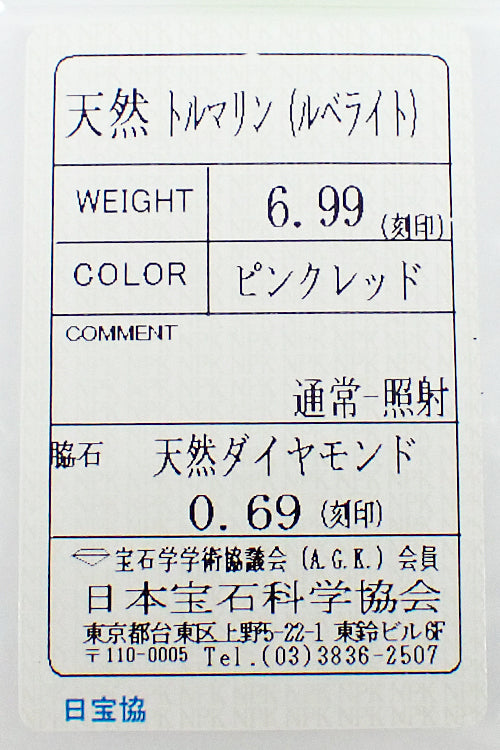 天然 トルマリン (ルベライト)
WEIGHT 6.99 (刻印)
COLOR ピンクレッド
COMMENT
通常-照射
脇石 天然ダイヤモンド
0.69 (刻印)
宝石学学術協議会 (A.G.K.) 会員
日本宝石科学協会
東京都台東区上野5-22-1 東鈴ビル6F
〒110-0005 Tel.(03)3836-2507
日宝協